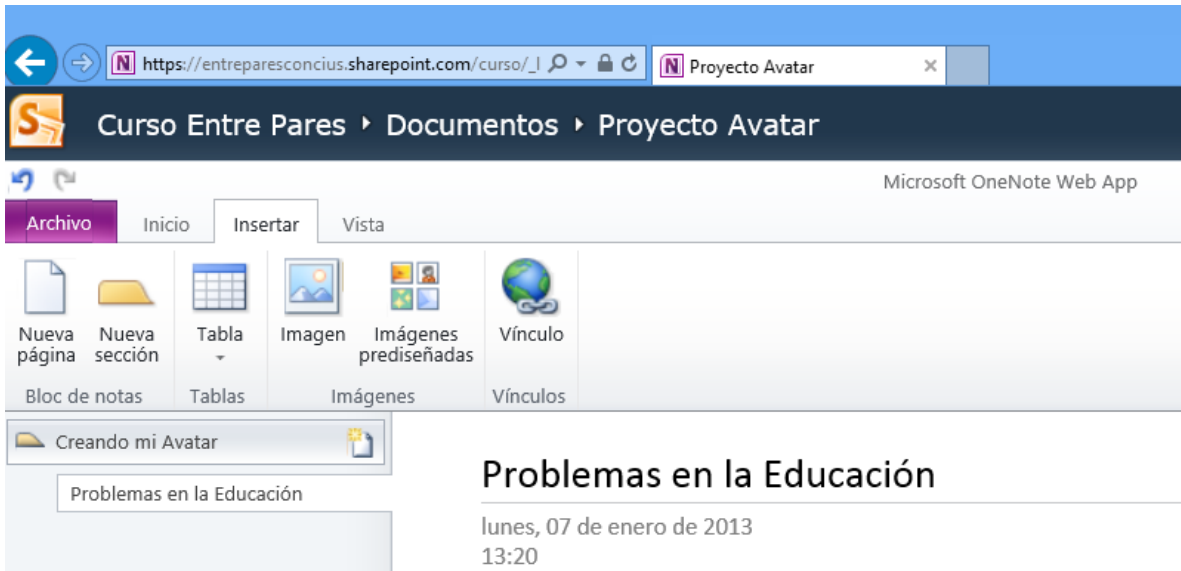 https://entreparesconcius.sharepoint.com/curso/_l
Proyecto Avatar
Curso Entre Pares ‣ Documentos ‣ Proyecto Avatar
Microsoft OneNote Web App
Archivo Inicio Insertar Vista
Nueva página
Nueva sección
Tabla
Imagen
Imágenes prediseñadas
Vínculo
Bloc de notas Tablas Imágenes Vínculos
Creando mi Avatar
Problemas en la Educación
Problemas en la Educación
lunes, 07 de enero de 2013
13:20